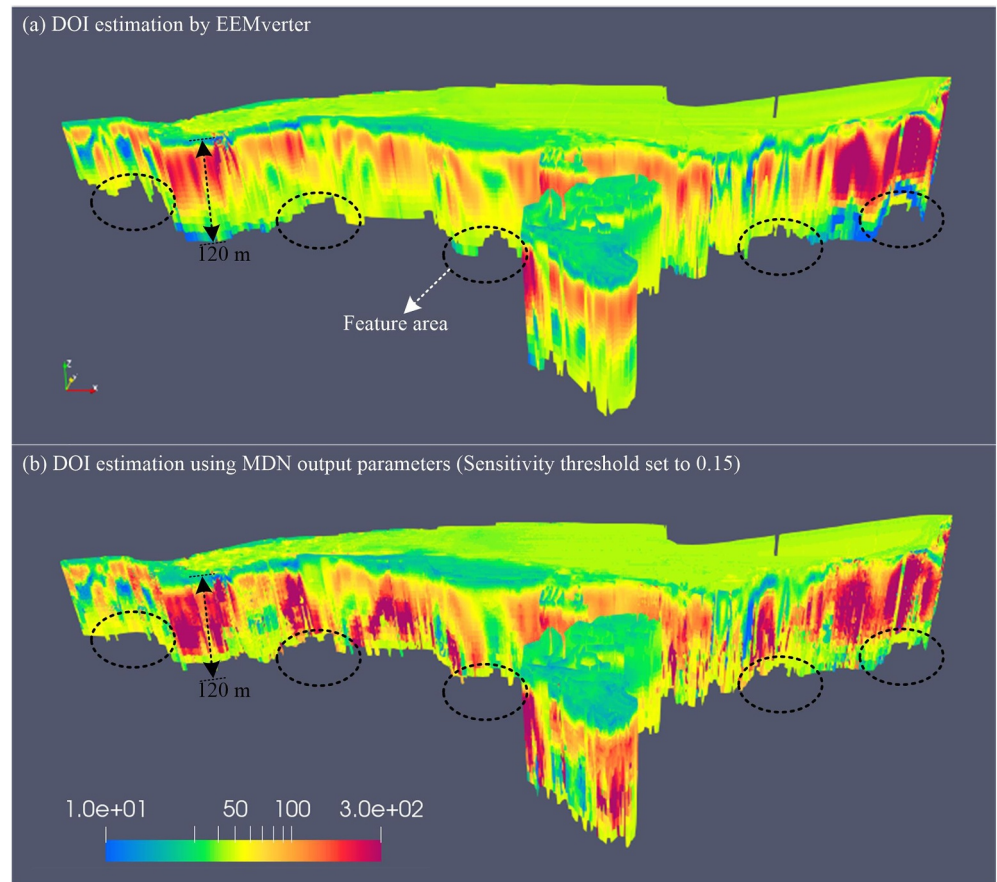 (a) DOI estimation by EEMverter
120 m
Feature area
Z
Y
X
(b) DOI estimation using MDN output parameters (Sensitivity threshold set to 0.15)
120 m
1.0e+01 50 100 3.0e+02